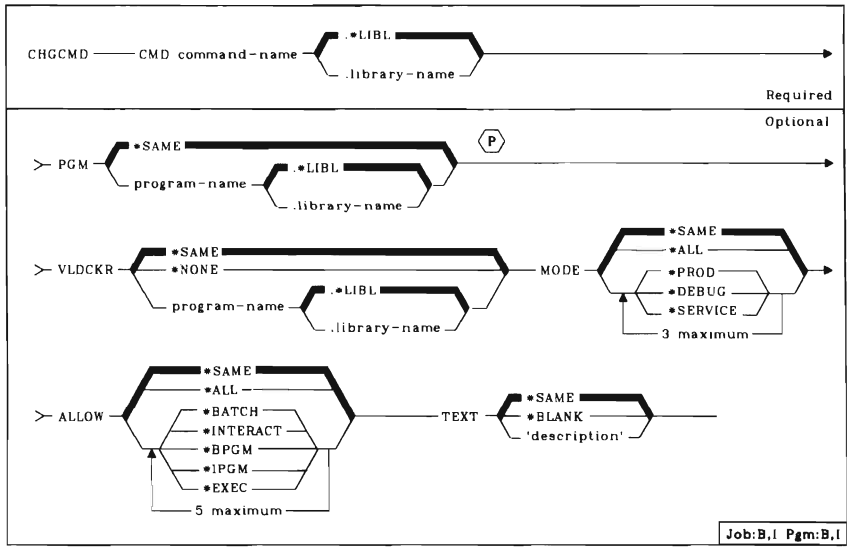 .*LIBL
CHGCMD CMD command-name
.library-name
Required
Optional
P
*SAME
PGM
.*LIBL
program-name
.library-name
*SAME
*SAME
*ALL
VLDCKR
*NONE
MODE
*PROD
.*LIBL
*DEBUG
program-name
*SERVICE
.library-name
3 maximum
*SAME
*ALL
*SAME
ALLOW
*BATCH
TEXT
*BLANK
*INTERACT
'description'
*BPGM
*IPGM
*EXEC
5 maximum
Job:B,I Pgm:B,I